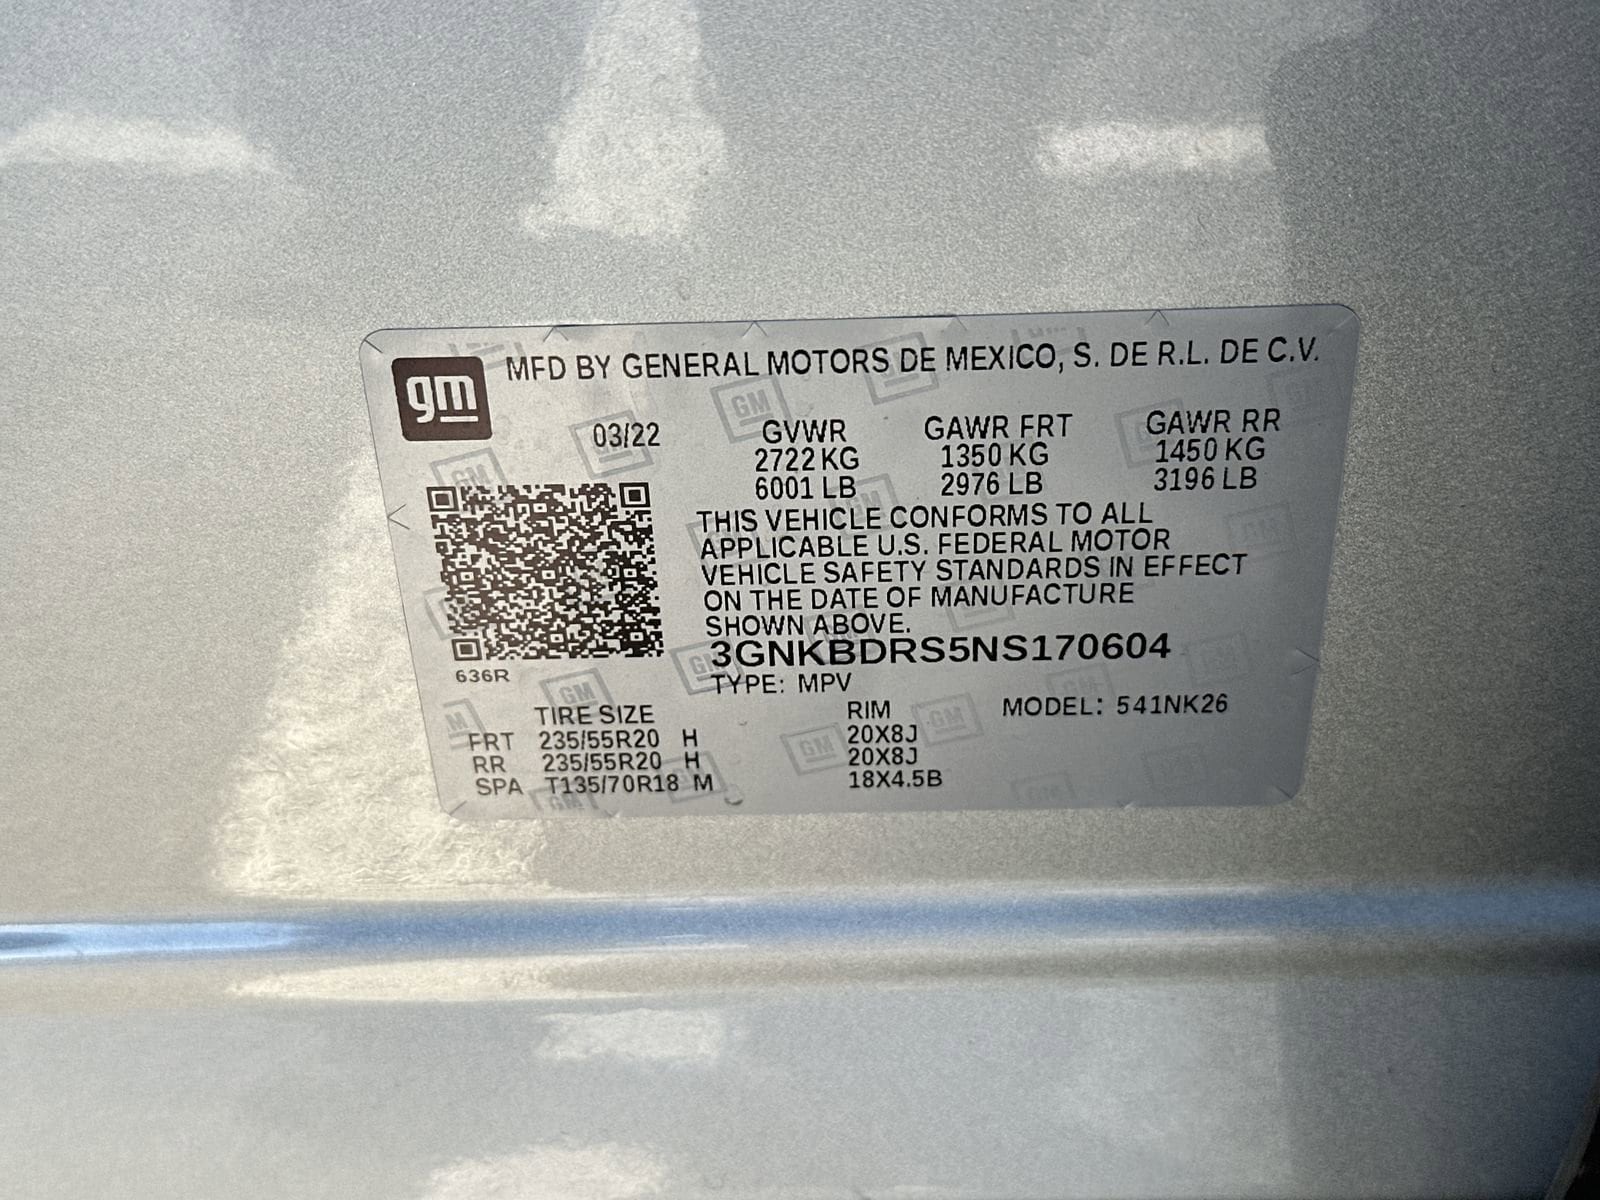 gm
MFD BY GENERAL MOTORS DE MEXICO, S. DE R.L. DE C.V.
03/22 GVWR GAWR FRT GAWR RR
2722 KG 1350 KG 1450 KG
6001 LB 2976 LB 3196 LB
THIS VEHICLE CONFORMS TO ALL
APPLICABLE U.S. FEDERAL MOTOR
VEHICLE SAFETY STANDARDS IN EFFECT
ON THE DATE OF MANUFACTURE
SHOWN ABOVE.
3GNKBDRS5NS170604
636R
TYPE: MPV
TIRE SIZE RIM MODEL: 541NK26
FRT 235/55R20 H 20X8J
RR 235/55R20 H 20X8J
SPA T135/70R18 M 18X4.5B